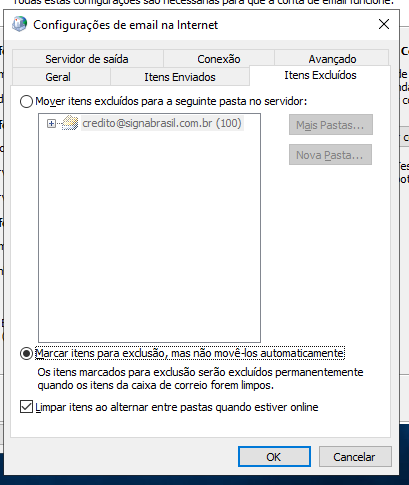 Todas estas configurações são necessárias para que a conta de email funcione.
Configurações de email na Internet
Servidor de saída Conexão Avançado
Geral Itens Enviados Itens Excluídos
Mover itens excluídos para a seguinte pasta no servidor:
credito@signabrasil.com.br (100)
Mais Pastas...
Nova Pasta...
Marcar itens para exclusão, mas não movê-los automaticamente
Os itens marcados para exclusão serão excluídos permanentemente
quando os itens da caixa de correio forem limpos.
Limpar itens ao alternar entre pastas quando estiver online
OK Cancelar